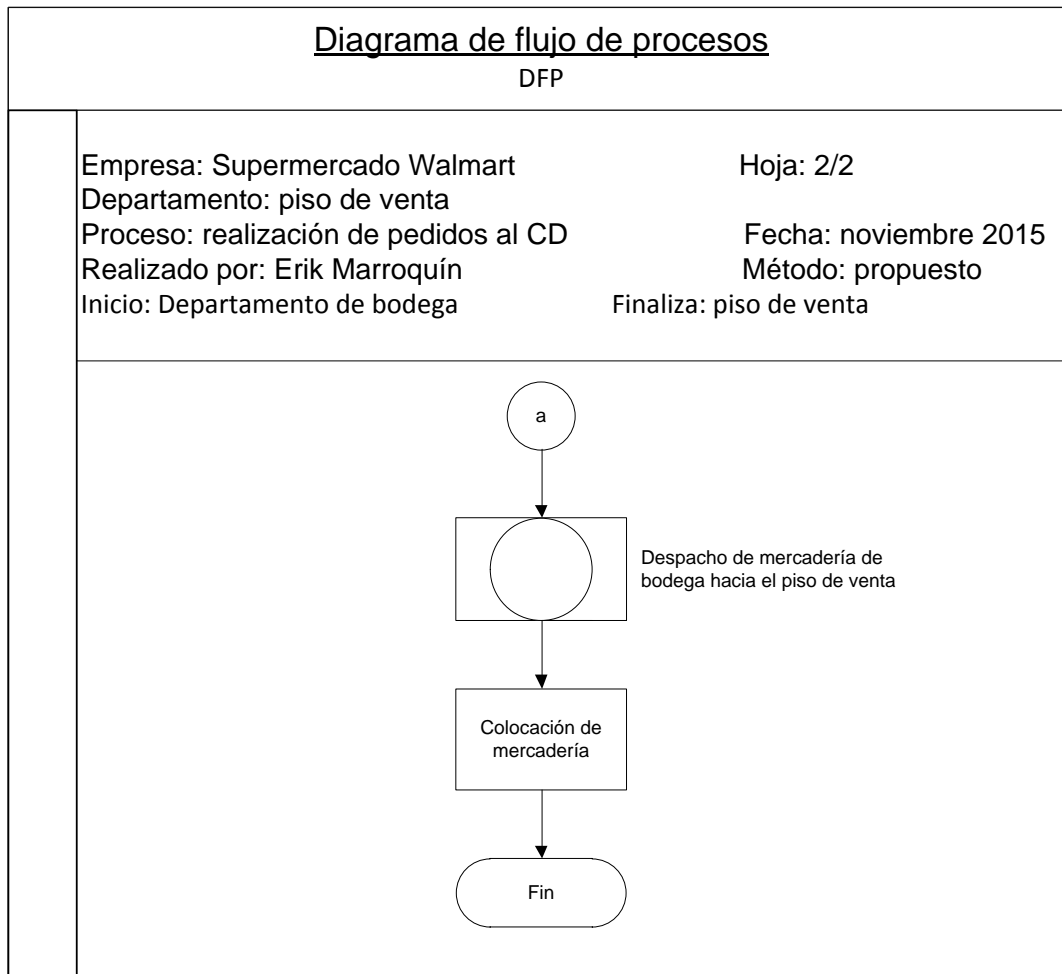 Diagrama de flujo de procesos
DFP
Empresa: Supermercado Walmart Hoja: 2/2
Departamento: piso de venta
Proceso: realización de pedidos al CD Fecha: noviembre 2015
Realizado por: Erik Marroquín Método: propuesto
Inicio: Departamento de bodega Finaliza: piso de venta
a
Despacho de mercadería de
bodega hacia el piso de venta
Colocación de
mercadería
Fin